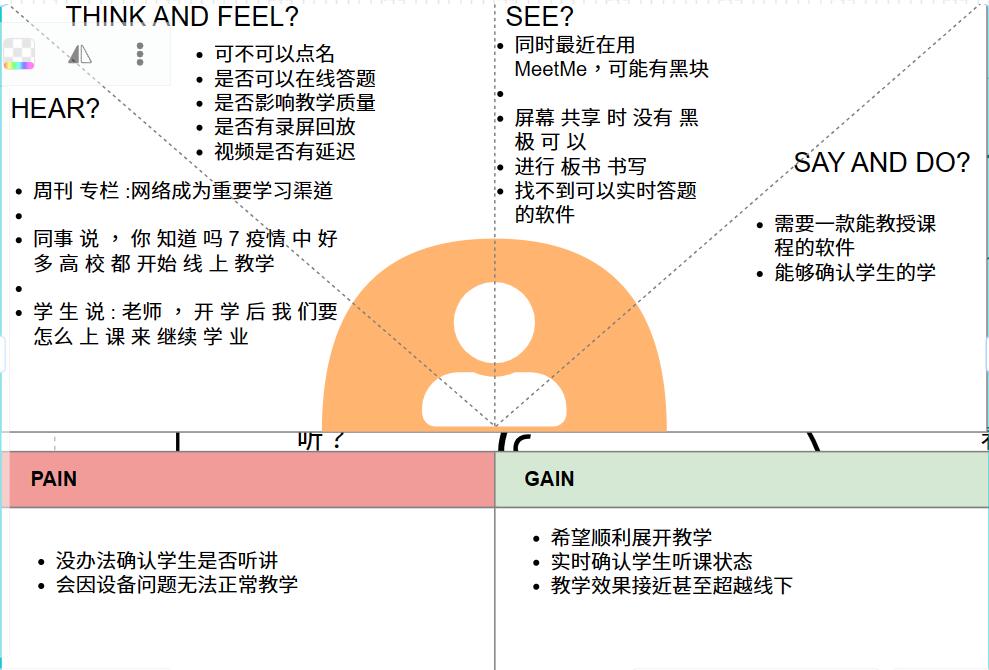 THINK AND FEEL?
可不可以点名
是否可以在线答题
是否影响教学质量
是否有录屏回放
视频是否有延迟
SEE?
同时最近在用
MeetMe，可能有黑块
屏幕 共享 时 没有 黑
极 可 以
进行 板书 书写
找不到可以实时答题
的软件
HEAR?
周刊 专栏 :网络成为重要学习渠道
同事 说 ， 你 知道 吗 7 疫情 中 好
多 高 校 都 开始 线 上 教学
学 生 说 : 老师 ， 开 学 后 我 们要
怎么 上 课 来 继续 学 业
SAY AND DO?
需要一款能教授课
程的软件
能够确认学生的学
听？
PAIN
没办法确认学生是否听讲
会因设备问题无法正常教学
GAIN
希望顺利展开教学
实时确认学生听课状态
教学效果接近甚至超越线下